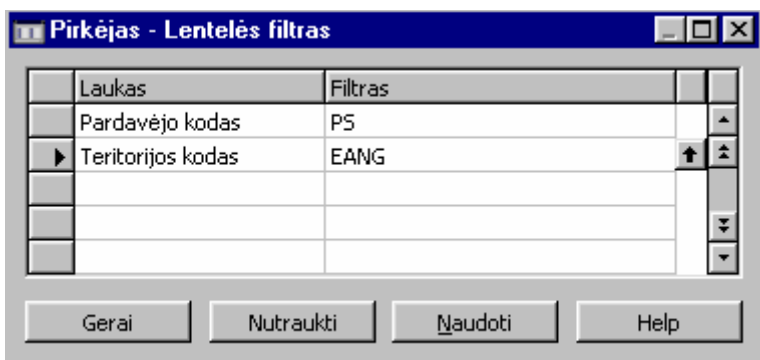 Pirkėjas - Lentelės filtras
Laukas Filtras
Pardavėjo kodas PS
Teritorijos kodas EANG
Gerai Nutraukti Naudoti Help